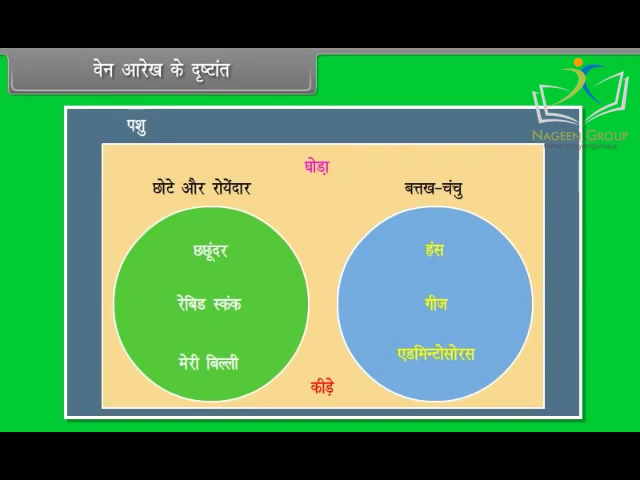 वेन आरेख के दृष्टांत
NAGEEN GROUP
पशु
घोड़ा
छोटे और रोयेंदार
बत्तख-चंचु
छछूंदर
हंस
रेबिड स्कंक
गीज
एडमिन्टोसोरस
मेरी बिल्ली
कीड़े